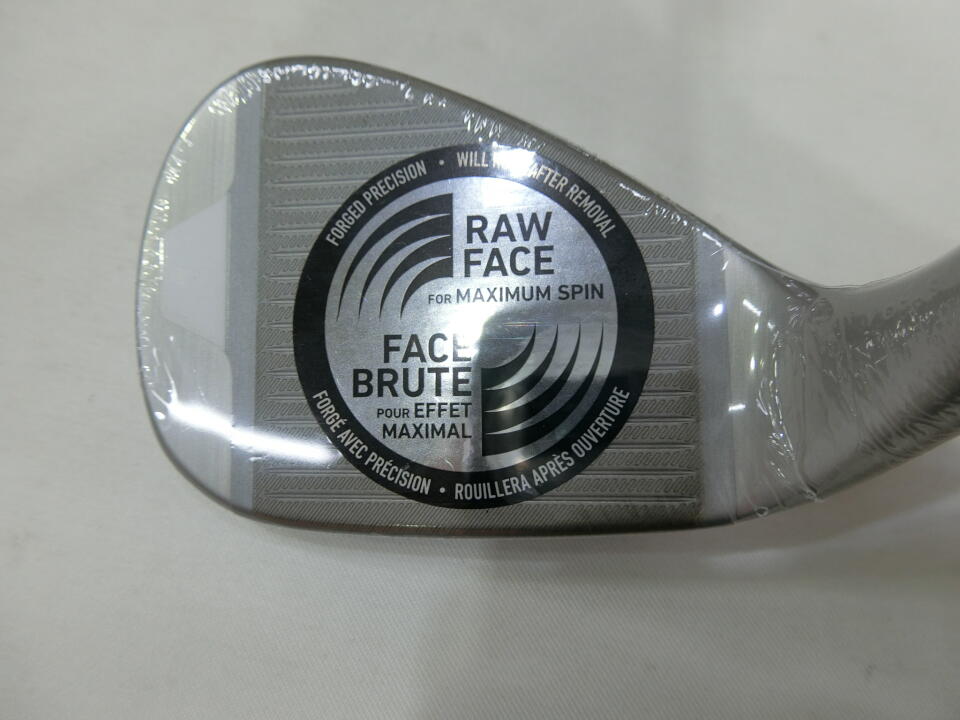 FORGED PRECISION • WILL AFTER REMOVAL
RAW
FACE
FOR MAXIMUM SPIN
FACE
BRUTE
POUR EFFET
MAXIMAL
FORGÉ AVEC PRÉCISION • ROUILLERA APRÈS OUVERTURE